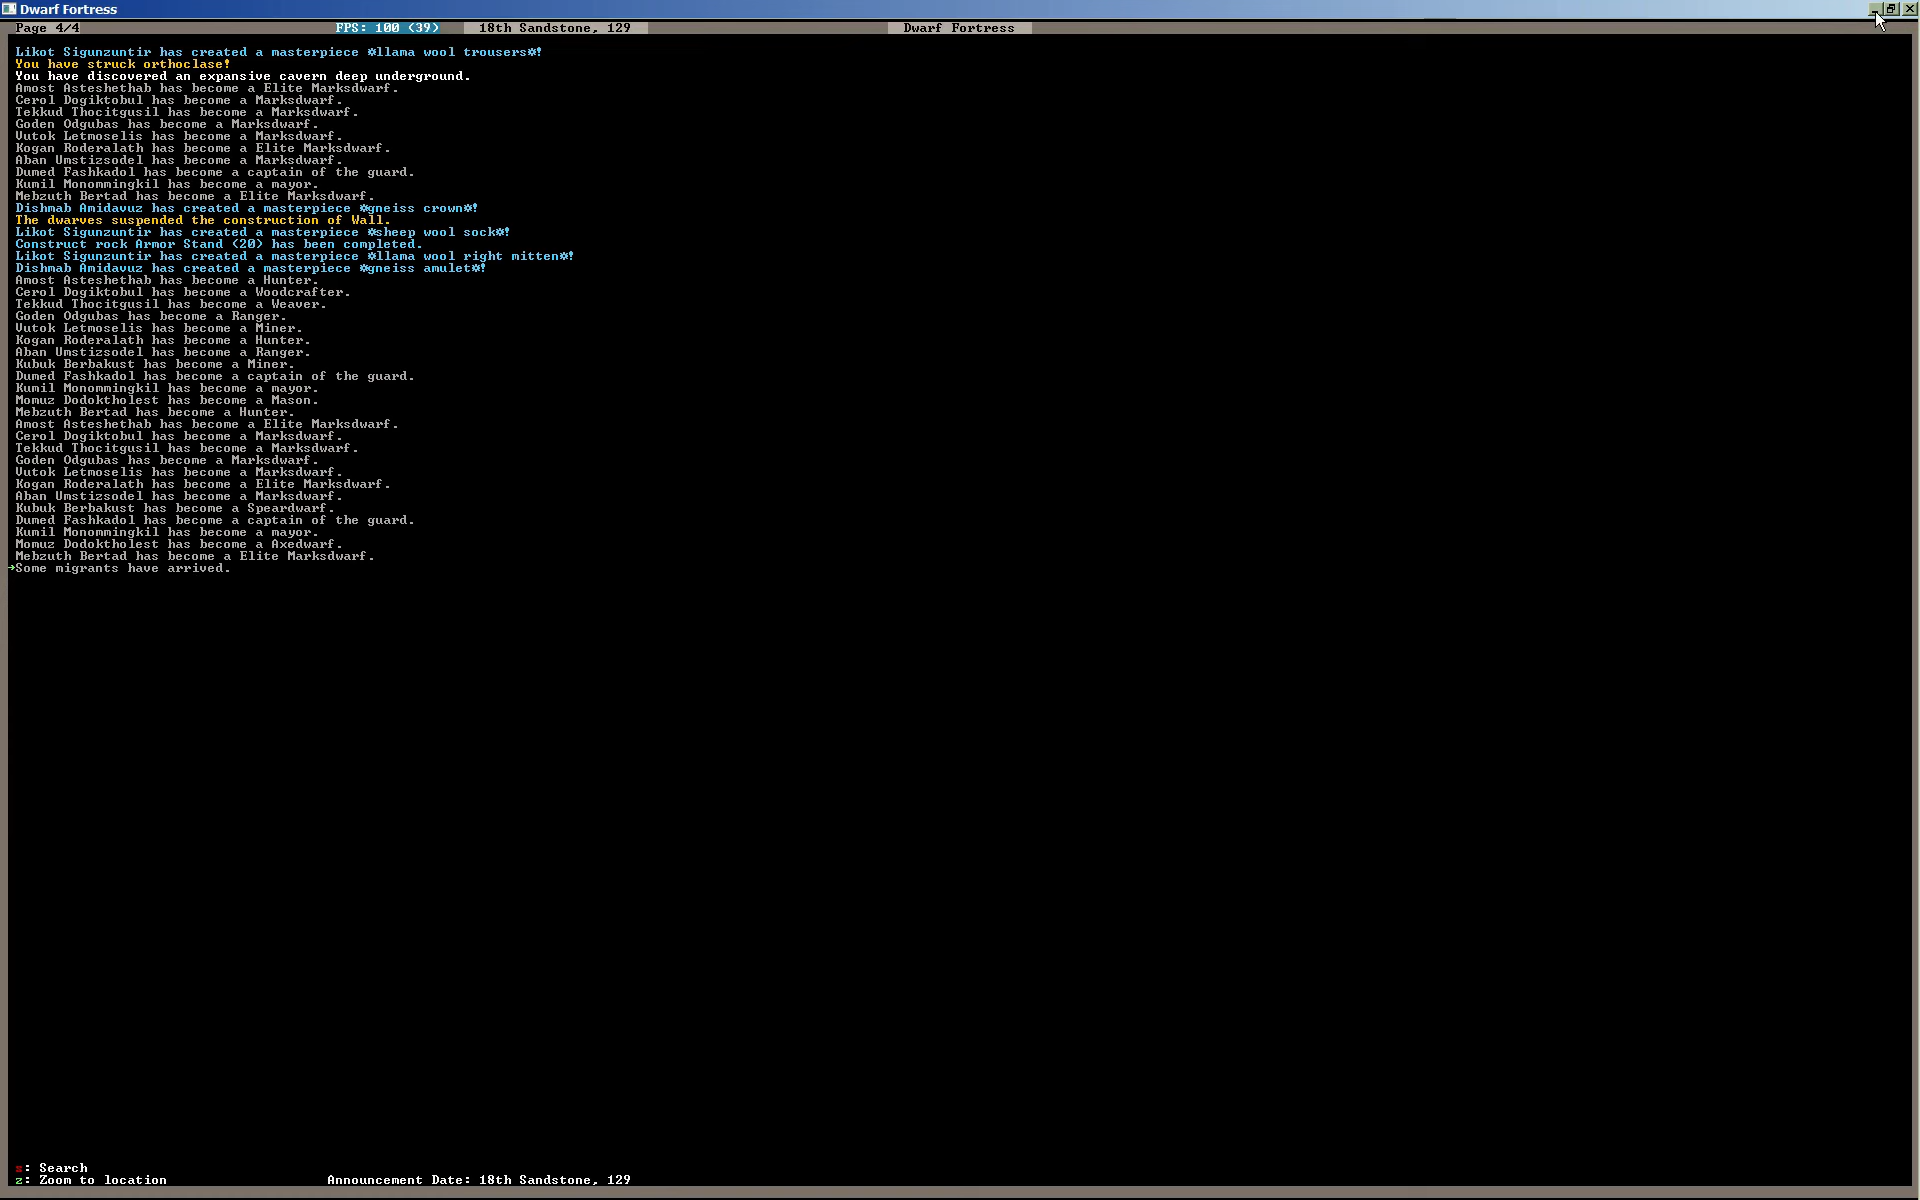 Dwarf Fortress
Page 4/4 FPS: 100 (39) 18th Sandstone, 129 Dwarf Fortress
Likot Sigunzuntir has created a masterpiece ☼llama wool trousers☼!
You have struck orthoclase!
You have discovered an expansive cavern deep underground.
Amost Asteshethab has become a Elite Marksdwarf.
Cerol Dogiktobul has become a Marksdwarf.
Tekkud Thocitgusil has become a Marksdwarf.
Goden Odgubas has become a Marksdwarf.
Vutok Letmoselis has become a Marksdwarf.
Kogan Roderalath has become a Elite Marksdwarf.
Aban Umstizsodel has become a Marksdwarf.
Dumed Fashkadol has become a captain of the guard.
Kumil Monommingkil has become a mayor.
Mebzuth Bertad has become a Elite Marksdwarf.
Dishmab Amidavuz has created a masterpiece ☼gneiss crown☼!
The dwarves suspended the construction of Wall.
Likot Sigunzuntir has created a masterpiece ☼sheep wool sock☼!
Construct rock Armor Stand (20) has been completed.
Likot Sigunzuntir has created a masterpiece ☼llama wool right mitten☼!
Dishmab Amidavuz has created a masterpiece ☼gneiss amulet☼!
Amost Asteshethab has become a Hunter.
Cerol Dogiktobul has become a Woodcrafter.
Tekkud Thocitgusil has become a Weaver.
Goden Odgubas has become a Ranger.
Vutok Letmoselis has become a Miner.
Kogan Roderalath has become a Hunter.
Aban Umstizsodel has become a Ranger.
Kubuk Berbakust has become a Miner.
Dumed Fashkadol has become a captain of the guard.
Kumil Monommingkil has become a mayor.
Momuz Dodoktholest has become a Mason.
Mebzuth Bertad has become a Hunter.
Amost Asteshethab has become a Elite Marksdwarf.
Cerol Dogiktobul has become a Marksdwarf.
Tekkud Thocitgusil has become a Marksdwarf.
Goden Odgubas has become a Marksdwarf.
Vutok Letmoselis has become a Marksdwarf.
Kogan Roderalath has become a Elite Marksdwarf.
Aban Umstizsodel has become a Marksdwarf.
Kubuk Berbakust has become a Speardwarf.
Dumed Fashkadol has become a captain of the guard.
Kumil Monommingkil has become a mayor.
Momuz Dodoktholest has become a Axedwarf.
Mebzuth Bertad has become a Elite Marksdwarf.
→Some migrants have arrived.
s: Search
z: Zoom to location Announcement Date: 18th Sandstone, 129